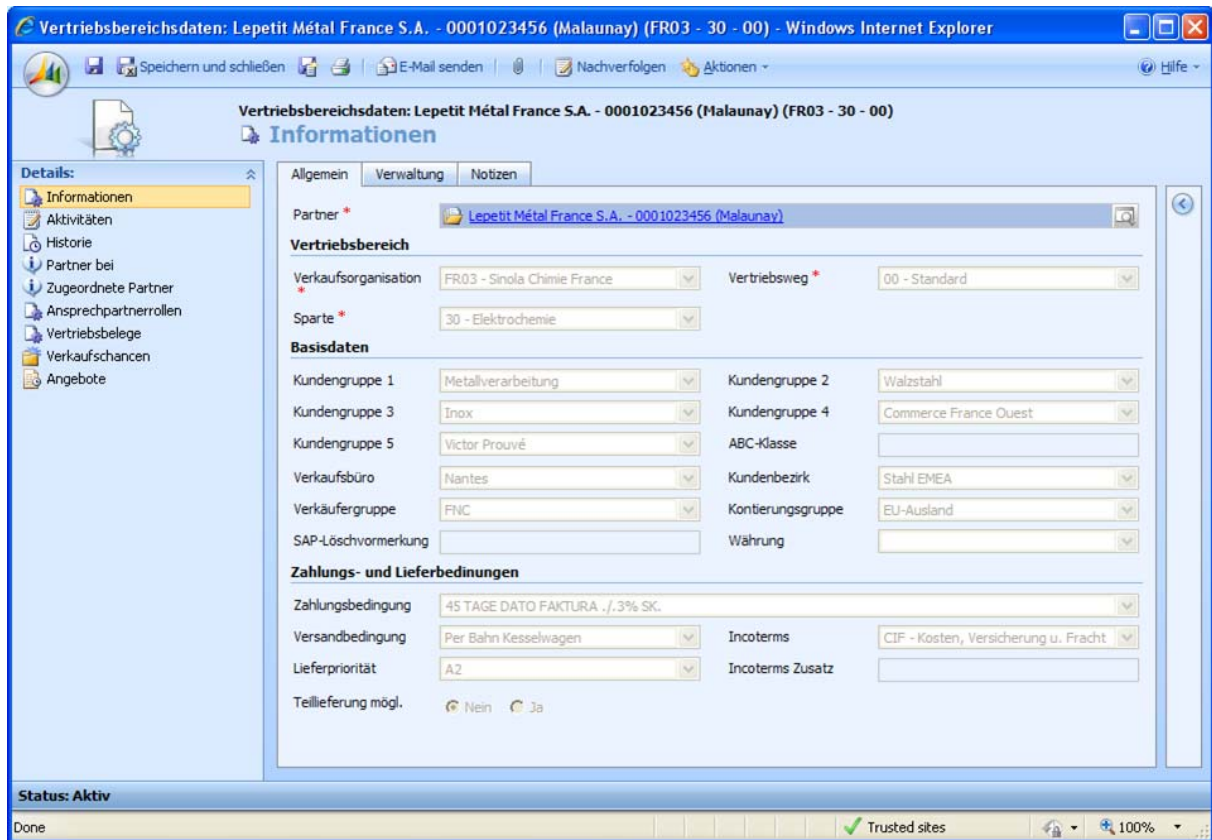 Vertriebsbereichsdaten: Lepetit Métal France S.A. - 0001023456 (Malaunay) (FR03 - 30 - 00) - Windows Internet Explorer
Speichern und schließen E-Mail senden Nachverfolgen Aktionen Hilfe
Vertriebsbereichsdaten: Lepetit Métal France S.A. - 0001023456 (Malaunay) (FR03 - 30 - 00)
Informationen
Details:
Informationen
Aktivitäten
Historie
Partner bei
Zugeordnete Partner
Ansprechpartnerrollen
Vertriebsbelege
Verkaufschancen
Angebote
Allgemein Verwaltung Notizen
Partner * Lepetit Métal France S.A. - 0001023456 (Malaunay)
Vertriebsbereich
Verkaufsorganisation * FR03 - Sinola Chimie France Vertriebsweg * 00 - Standard
Sparte * 30 - Elektrochemie
Basisdaten
Kundengruppe 1 Metallverarbeitung Kundengruppe 2 Walzstahl
Kundengruppe 3 Inox Kundengruppe 4 Commerce France Ouest
Kundengruppe 5 Victor Prouvé ABC-Klasse
Verkaufsbüro Nantes Kundenbezirk Stahl EMEA
Verkäufergruppe FNC Kontierungsgruppe EU-Ausland
SAP-Löschvormerkung Währung
Zahlungs- und Lieferbedinungen
Zahlungsbedingung 45 TAGE DATO FAKTURA ./.3% SK.
Versandbedingung Per Bahn Kesselwagen Incoterms CIF - Kosten, Versicherung u. Fracht
Lieferpriorität A2 Incoterms Zusatz
Teillieferung mögl. Nein Ja
Status: Aktiv
Done Trusted sites 100%